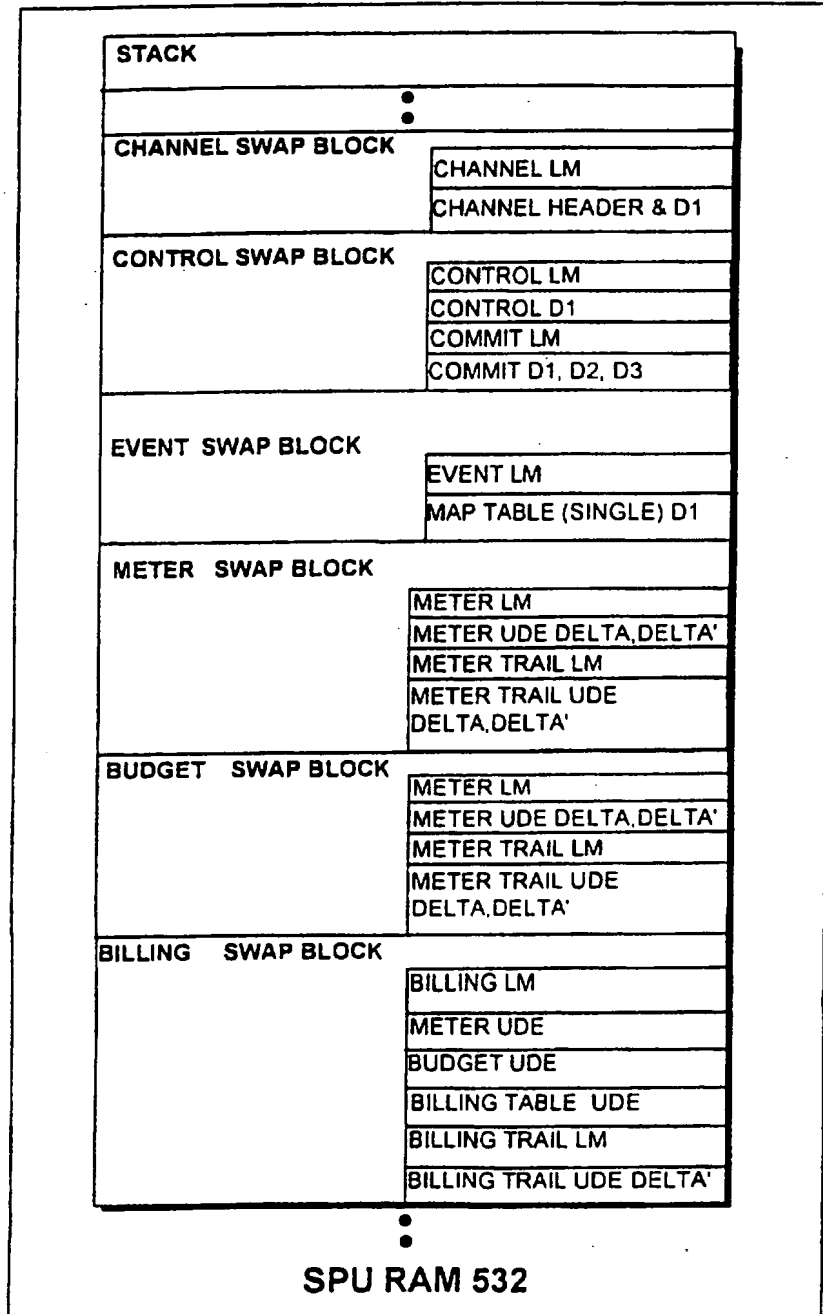 STACK
CHANNEL SWAP BLOCK
CHANNEL LM
CHANNEL HEADER & D1
CONTROL SWAP BLOCK
CONTROL LM
CONTROL D1
COMMIT LM
COMMIT D1, D2, D3
EVENT SWAP BLOCK
EVENT LM
MAP TABLE (SINGLE) D1
METER SWAP BLOCK
METER LM
METER UDE DELTA,DELTA'
METER TRAIL LM
METER TRAIL UDE
DELTA,DELTA'
BUDGET SWAP BLOCK
METER LM
METER UDE DELTA,DELTA'
METER TRAIL LM
METER TRAIL UDE
DELTA,DELTA'
BILLING SWAP BLOCK
BILLING LM
METER UDE
BUDGET UDE
BILLING TABLE UDE
BILLING TRAIL LM
BILLING TRAIL UDE DELTA'
SPU RAM 532